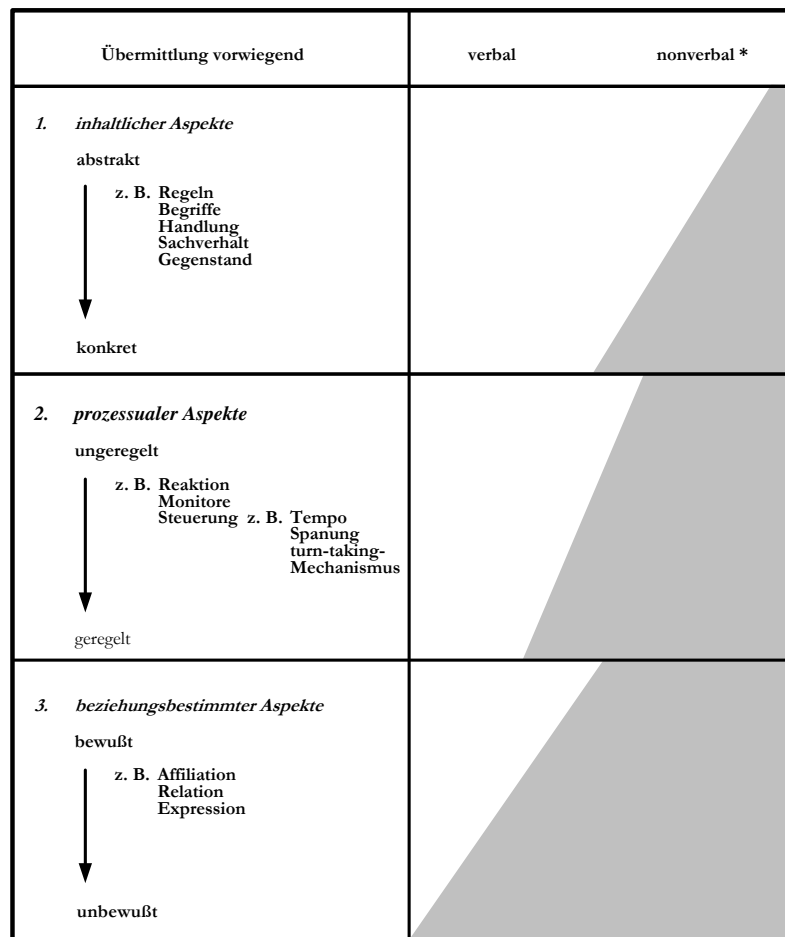 Übermittlung vorwiegend verbal nonverbal *
1. inhaltlicher Aspekte
abstrakt
z. B. Regeln
Begriffe
Handlung
Sachverhalt
Gegenstand
konkret
2. prozessualer Aspekte
ungeregelt
z. B. Reaktion
Monitore
Steuerung z. B. Tempo
Spanung
turn-taking-
Mechanismus
geregelt
3. beziehungsbestimmter Aspekte
bewußt
z. B. Affiliation
Relation
Expression
unbewußt